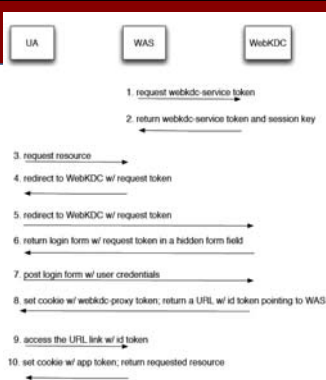 UA
WAS
WebKDC
1. request webkdc-service token
2. return webkdc-service token and session key
3. request resource
4. redirect to WebKDC w/ request token
5. redirect to WebKDC w/ request token
6. return login form w/ request token in a hidden form field
7. post login form w/ user credentials
8. set cookie w/ webkdc-proxy token; return a URL w/ id token pointing to WAS
9. access the URL link w/ id token
10. set cookie w/ app token; return requested resource